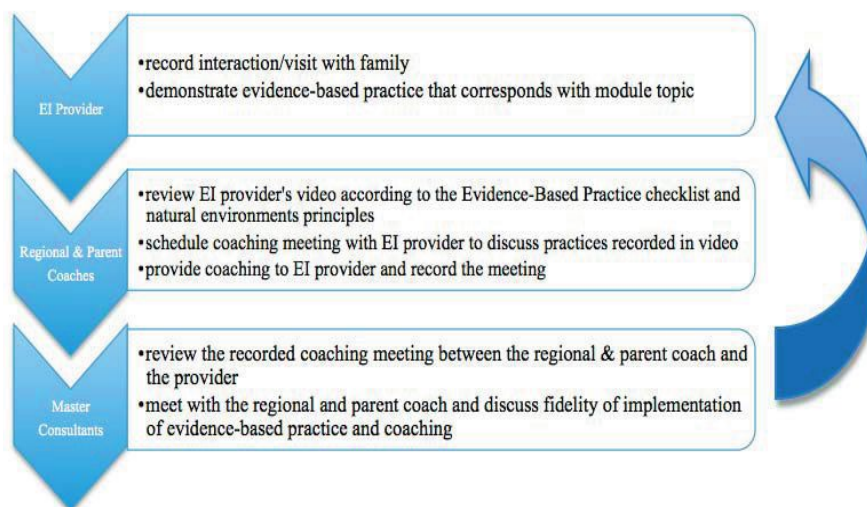 EI Provider
•record interaction/visit with family
•demonstrate evidence-based practice that corresponds with module topic
Regional & Parent
Coaches
•review EI provider's video according to the Evidence-Based Practice checklist and
natural environments principles
•schedule coaching meeting with EI provider to discuss practices recorded in video
•provide coaching to EI provider and record the meeting
Master
Consultants
•review the recorded coaching meeting between the regional & parent coach and
the provider
•meet with the regional and parent coach and discuss fidelity of implementation
of evidence-based practice and coaching